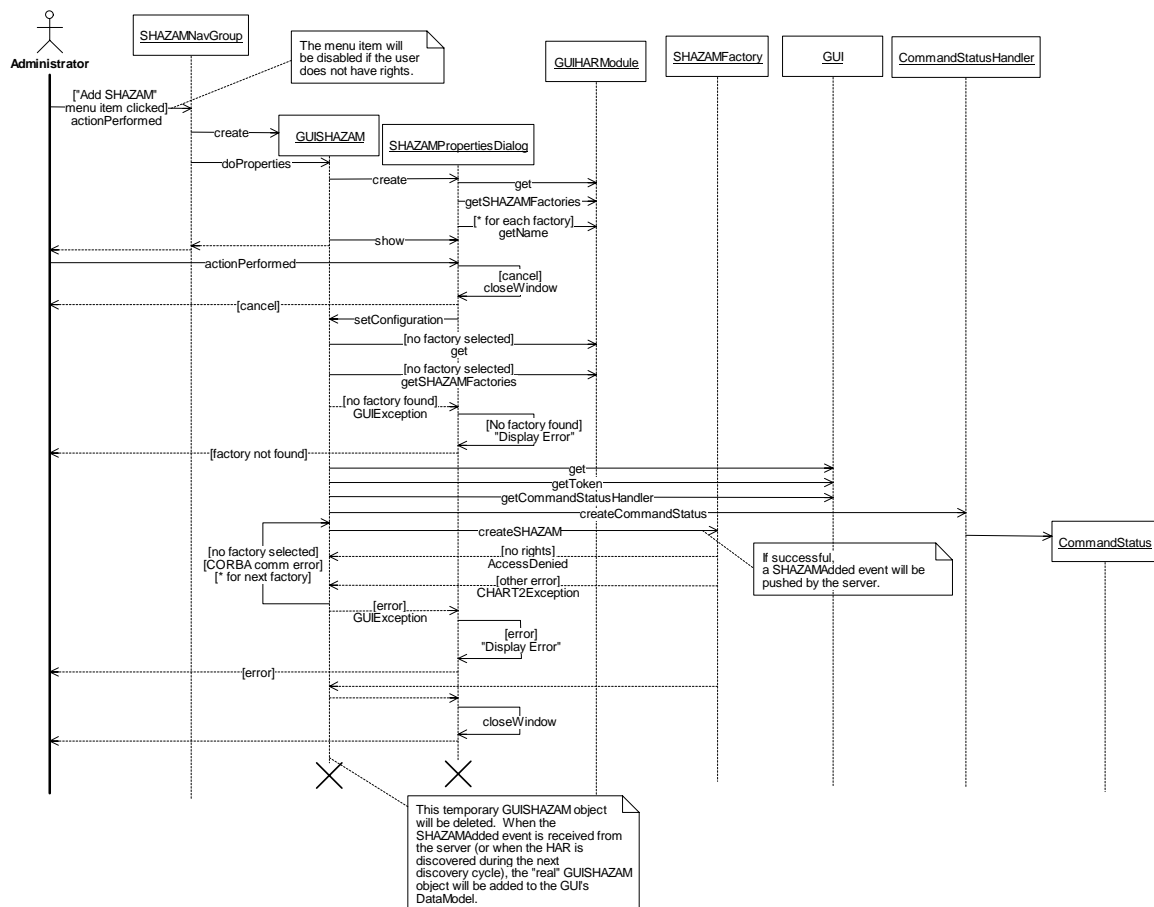 SHAZAMNavGroup
The menu item will
be disabled if the user
does not have rights.
Administrator
GUIHARModule
SHAZAMFactory
GUI
CommandStatusHandler
["Add SHAZAM"
menu item clicked]
actionPerformed
create
GUISHAZAM
SHAZAMPropertiesDialog
doProperties
create
get
getSHAZAMFactories
[* for each factory]
getName
show
actionPerformed
[cancel]
closeWindow
[cancel]
setConfiguration
[no factory selected]
get
[no factory selected]
getSHAZAMFactories
[no factory found]
GUIException
[No factory found]
"Display Error"
[factory not found]
get
getToken
getCommandStatusHandler
createCommandStatus
createSHAZAM
CommandStatus
[no factory selected]
[CORBA comm error]
[* for next factory]
[no rights]
AccessDenied
If successful,
a SHAZAMAdded event will be
pushed by the server.
[other error]
CHART2Exception
[error]
GUIException
[error]
"Display Error"
[error]
closeWindow
This temporary GUISHAZAM object
will be deleted. When the
SHAZAMAdded event is received from
the server (or when the HAR is
discovered during the next
discovery cycle), the "real" GUISHAZAM
object will be added to the GUI's
DataModel.